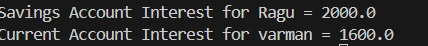 Savings Account Interest for Ragu = 2000.0
Current Account Interest for varman = 1600.0